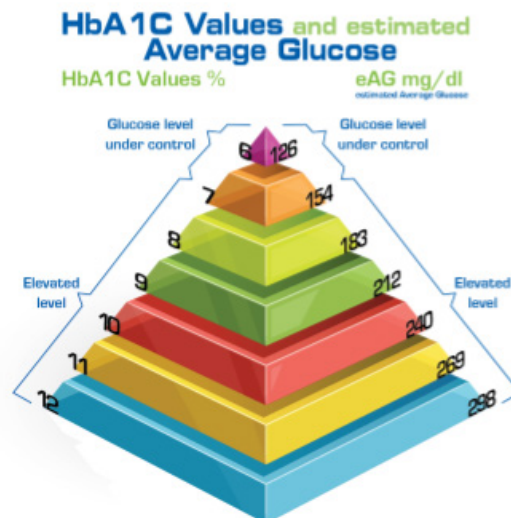 HbA1C Values and estimated
Average Glucose
HbA1C Values %
eAG mg/dl
estimated Average Glucose
Glucose level
under control
Glucose level
under control
6 126
7 154
8 183
9 212
Elevated
level
Elevated
level
10 240
11 269
12 298